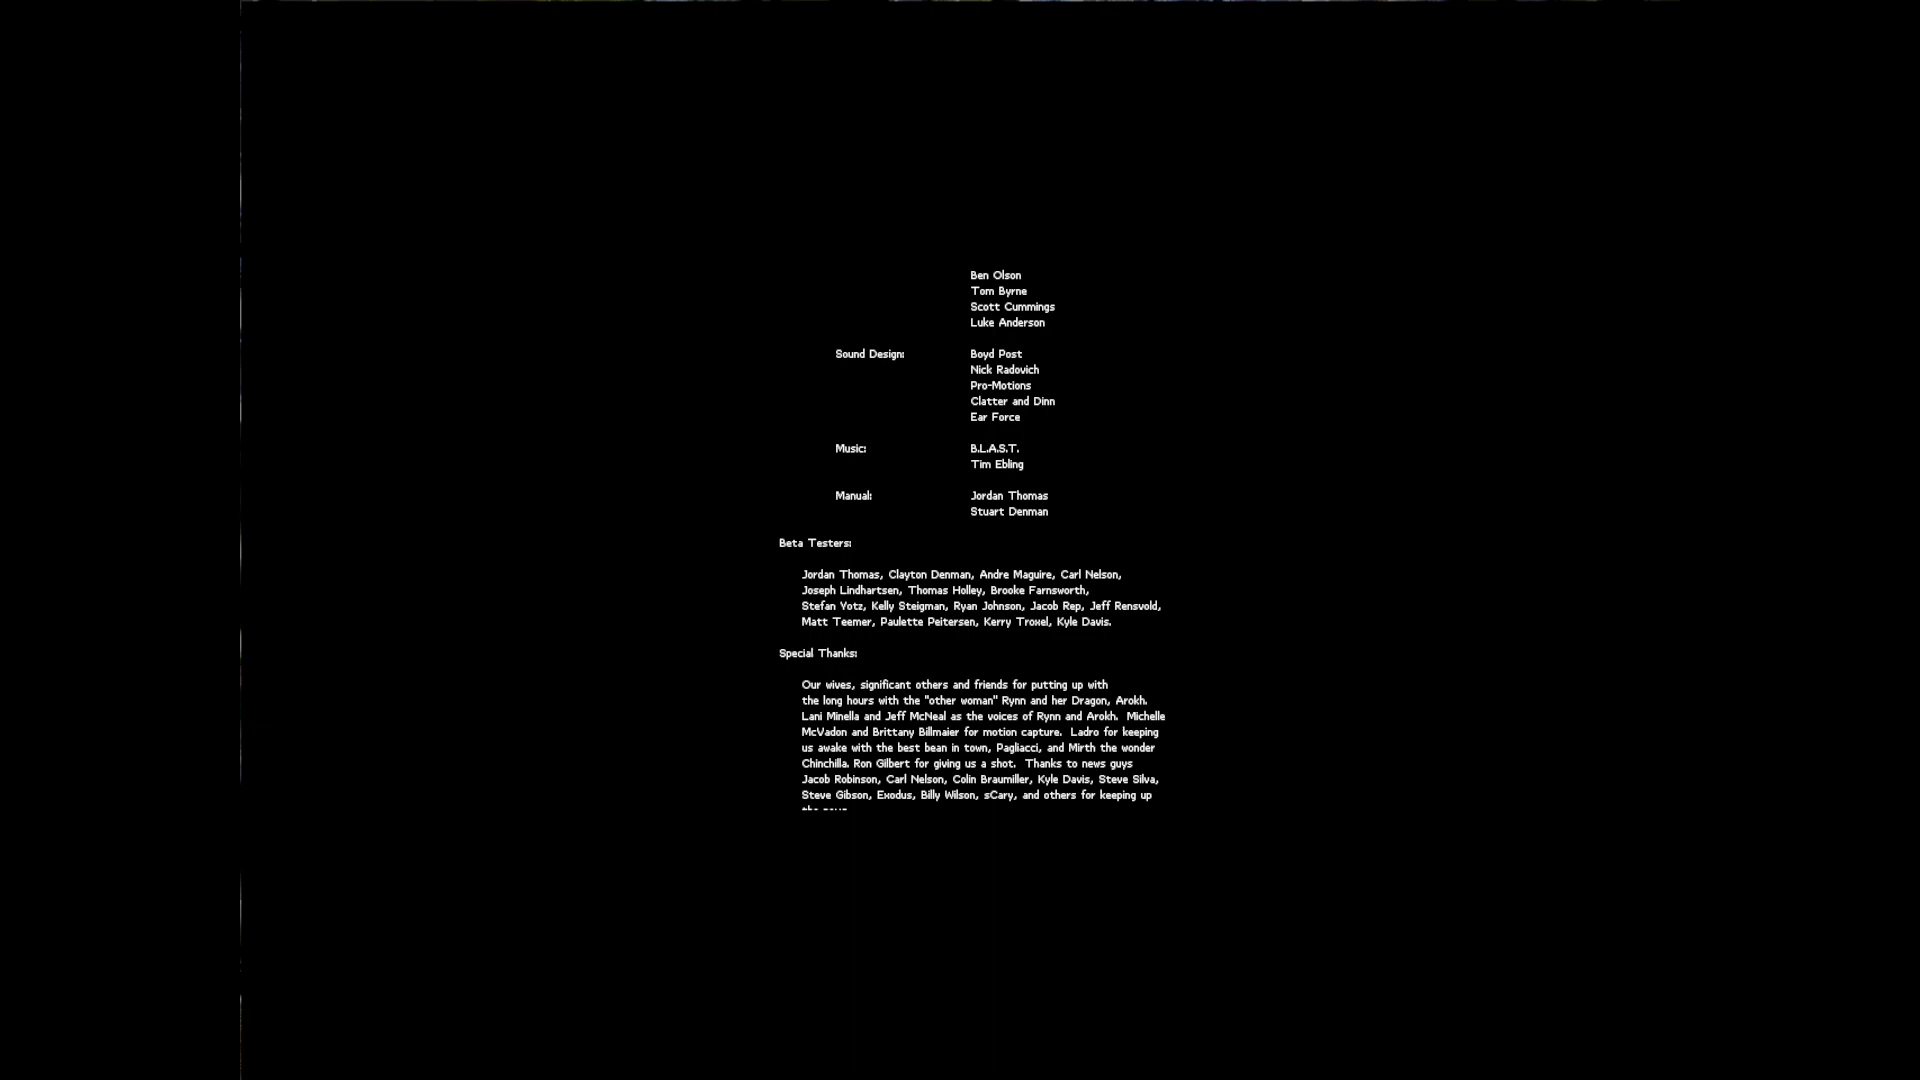 Ben Olson
Tom Byrne
Scott Cummings
Luke Anderson
Sound Design: Boyd Post
Nick Radovich
Pro-Motions
Clatter and Dinn
Ear Force
Music: B.L.A.S.T.
Tim Ebling
Manual: Jordan Thomas
Stuart Denman
Beta Testers:
Jordan Thomas, Clayton Denman, Andre Maguire, Carl Nelson,
Joseph Lindhartsen, Thomas Holley, Brooke Farnsworth,
Stefan Yotz, Kelly Steigman, Ryan Johnson, Jacob Rep, Jeff Rensvold,
Matt Teemer, Paulette Peitersen, Kerry Troxel, Kyle Davis.
Special Thanks:
Our wives, significant others and friends for putting up with
the long hours with the "other woman" Rynn and her Dragon, Arokh.
Lani Minella and Jeff McNeal as the voices of Rynn and Arokh. Michelle
McVadon and Brittany Billmaier for motion capture. Ladro for keeping
us awake with the best bean in town, Pagliacci, and Mirth the wonder
Chinchilla. Ron Gilbert for giving us a shot. Thanks to news guys
Jacob Robinson, Carl Nelson, Colin Braumiller, Kyle Davis, Steve Silva,
Steve Gibson, Exodus, Billy Wilson, sCary, and others for keeping up